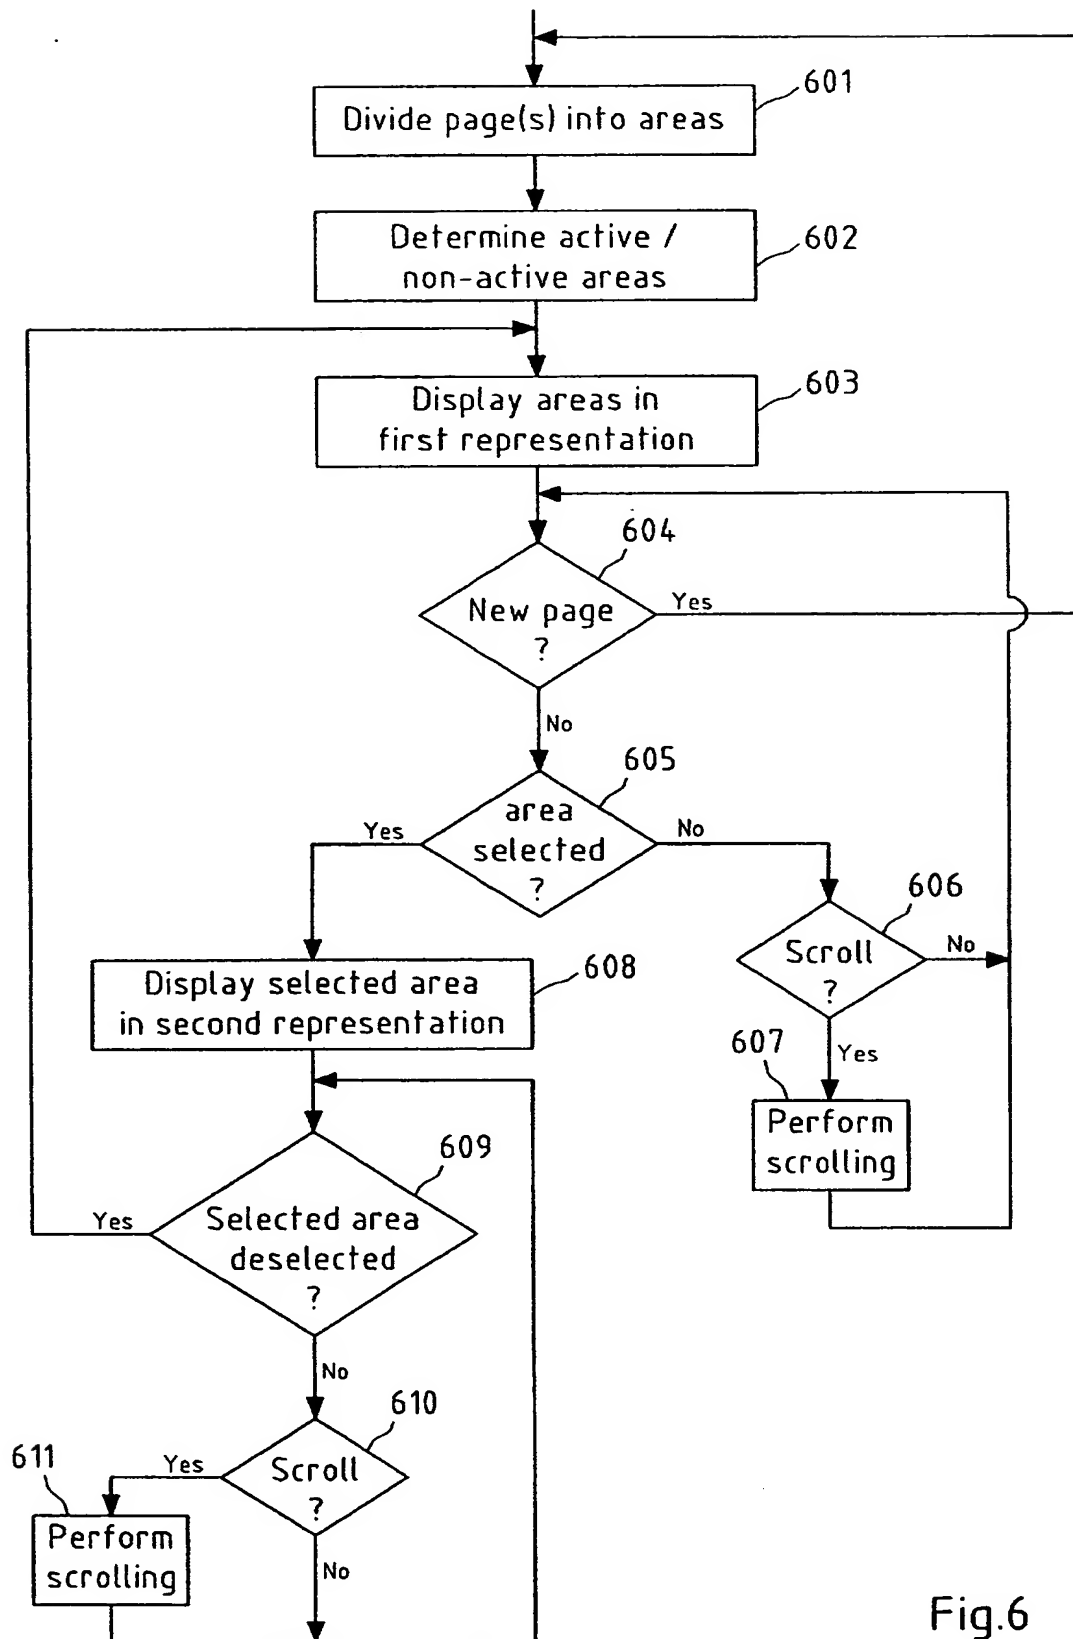 601
Divide page(s) into areas
602
Determine active /
non-active areas
603
Display areas in
first representation
604
New page
?
Yes
No
605
area
selected
?
Yes
No
606
Scroll
?
No
608
Display selected area
in second representation
607
Yes
Perform
scrolling
609
Selected area
deselected
?
Yes
No
610
Scroll
?
Yes
611
Perform
scrolling
No
Fig.6